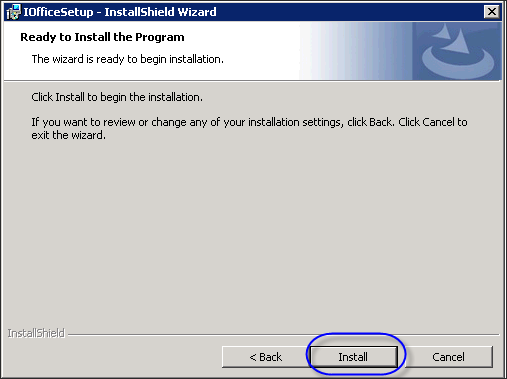 IOfficeSetup - InstallShield Wizard
Ready to Install the Program
The wizard is ready to begin installation.
Click Install to begin the installation.
If you want to review or change any of your installation settings, click Back. Click Cancel to
exit the wizard.
InstallShield
< Back
Install
Cancel